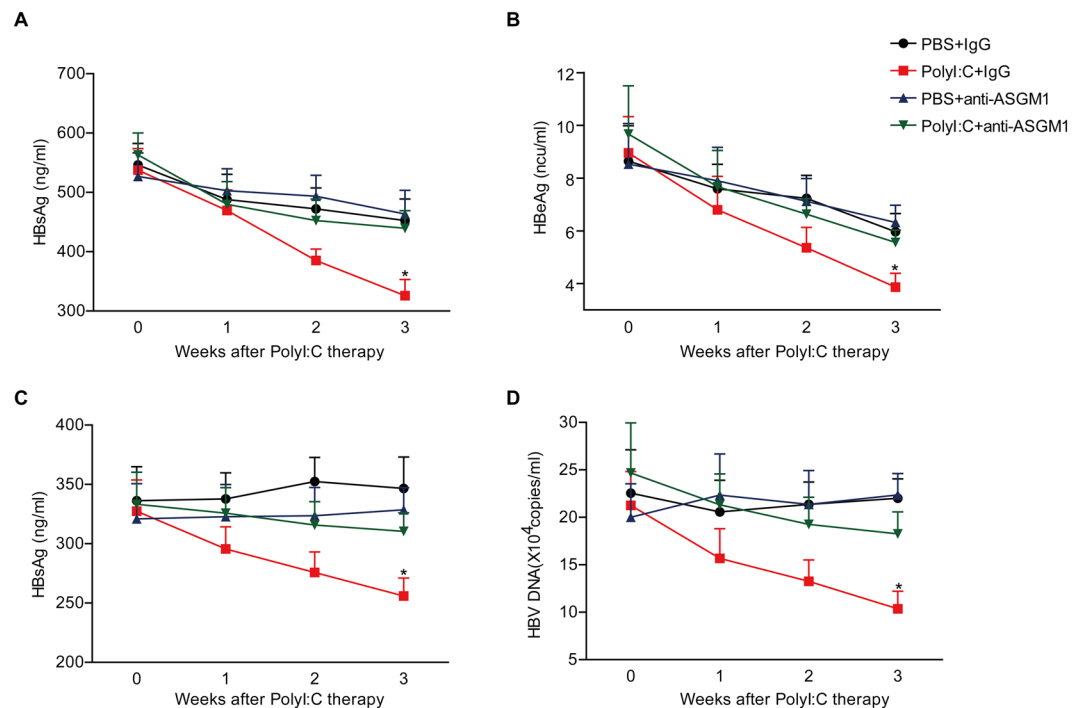 A
HBsAg (ng/ml)
700
600
500
400
300
*
0 1 2 3
Weeks after PolyI:C therapy
B
PBS+IgG
PolyI:C+IgG
PBS+anti-ASGM1
PolyI:C+anti-ASGM1
HBeAg (ncu/ml)
12
10
8
6
4
*
0 1 2 3
Weeks after PolyI:C therapy
C
HBsAg (ng/ml)
400
350
300
250
200
*
0 1 2 3
Weeks after PolyI:C therapy
D
HBV DNA(X10⁴copies/ml)
30
25
20
15
10
5
*
0 1 2 3
Weeks after PolyI:C therapy